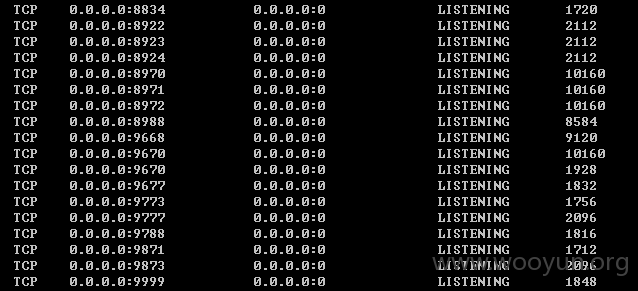 TCP 0.0.0.0:8834 0.0.0.0:0 LISTENING 1720
TCP 0.0.0.0:8922 0.0.0.0:0 LISTENING 2112
TCP 0.0.0.0:8923 0.0.0.0:0 LISTENING 2112
TCP 0.0.0.0:8924 0.0.0.0:0 LISTENING 2112
TCP 0.0.0.0:8970 0.0.0.0:0 LISTENING 10160
TCP 0.0.0.0:8971 0.0.0.0:0 LISTENING 10160
TCP 0.0.0.0:8972 0.0.0.0:0 LISTENING 10160
TCP 0.0.0.0:8988 0.0.0.0:0 LISTENING 8584
TCP 0.0.0.0:9668 0.0.0.0:0 LISTENING 9120
TCP 0.0.0.0:9670 0.0.0.0:0 LISTENING 10160
TCP 0.0.0.0:9670 0.0.0.0:0 LISTENING 1928
TCP 0.0.0.0:9677 0.0.0.0:0 LISTENING 1832
TCP 0.0.0.0:9773 0.0.0.0:0 LISTENING 1756
TCP 0.0.0.0:9777 0.0.0.0:0 LISTENING 2096
TCP 0.0.0.0:9788 0.0.0.0:0 LISTENING 1816
TCP 0.0.0.0:9871 0.0.0.0:0 LISTENING 1712
TCP 0.0.0.0:9873 0.0.0.0:0 LISTENING 2096
TCP 0.0.0.0:9999 0.0.0.0:0 LISTENING 1848
www.wooyun.org